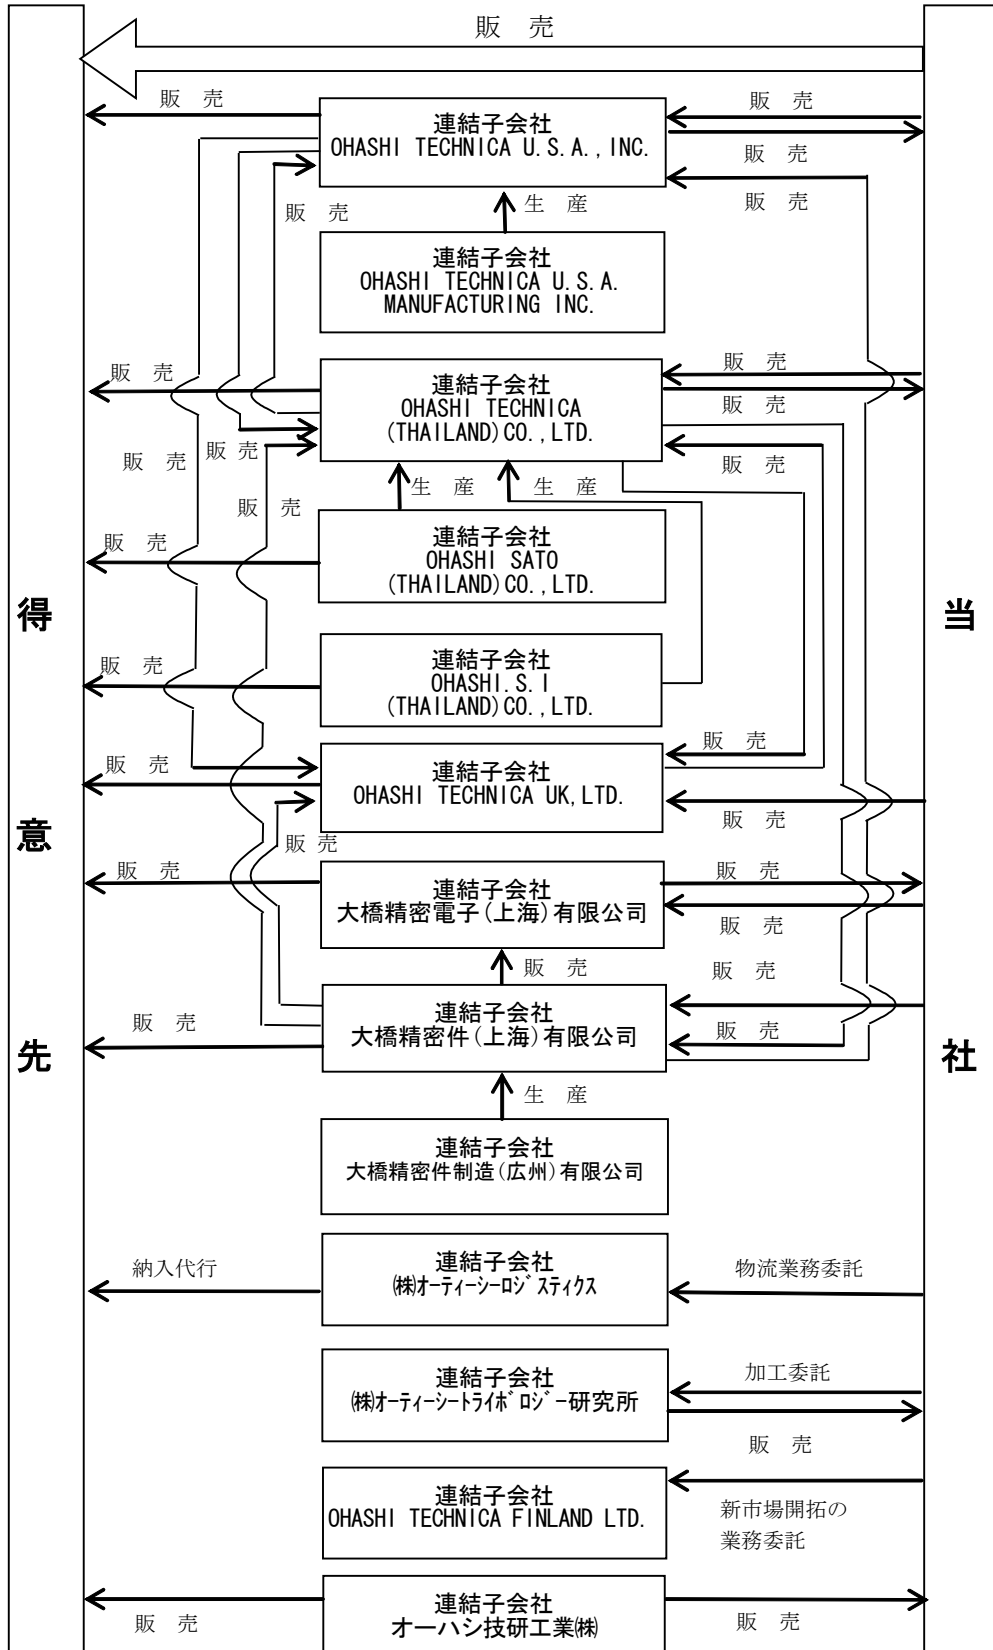 販 売
販 売
連結子会社
OHASHI TECHNICA U.S.A.,INC.
販 売
販 売
販 売
販 売
生 産
連結子会社
OHASHI TECHNICA U.S.A.
MANUFACTURING INC.
販 売
連結子会社
OHASHI TECHNICA
(THAILAND)CO.,LTD.
販 売
販 売
販 売
販 売
販 売
販 売
生 産
生 産
販 売
連結子会社
OHASHI SATO
(THAILAND)CO.,LTD.
得
意
先
当
社
販 売
連結子会社
OHASHI.S.I
(THAILAND)CO.,LTD.
販 売
販 売
連結子会社
OHASHI TECHNICA UK,LTD.
販 売
販 売
販 売
連結子会社
大橋精密電子(上海)有限公司
販 売
販 売
販 売
販 売
販 売
連結子会社
大橋精密件(上海)有限公司
販 売
生 産
連結子会社
大橋精密件制造(広州)有限公司
納入代行
連結子会社
㈱オーティーシーロジスティクス
物流業務委託
連結子会社
㈱オーティーシートライボロジー研究所
加工委託
販 売
連結子会社
OHASHI TECHNICA FINLAND LTD.
新市場開拓の
業務委託
販 売
連結子会社
オーハシ技研工業㈱
販 売